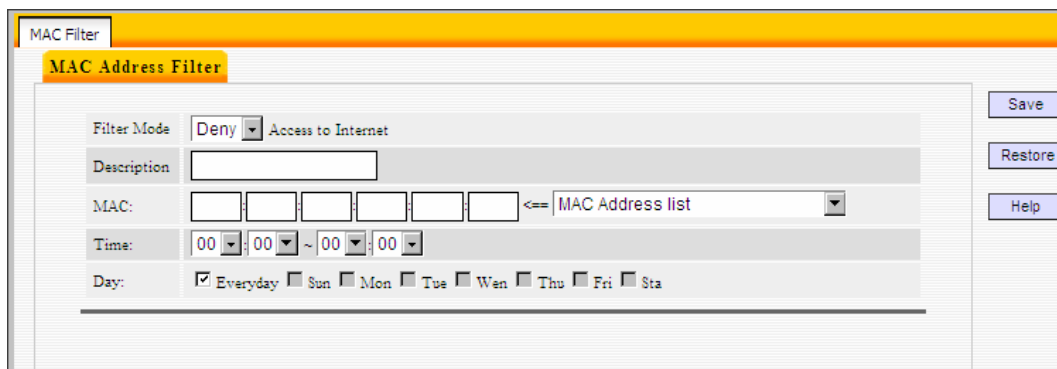 MAC Filter
MAC Address Filter
Filter Mode Deny Access to Internet
Description
MAC: : : : : : <== MAC Address list
Time: 00 : 00 ~ 00 : 00
Day: Everyday Sun Mon Tue Wen Thu Fri Sta
Save
Restore
Help